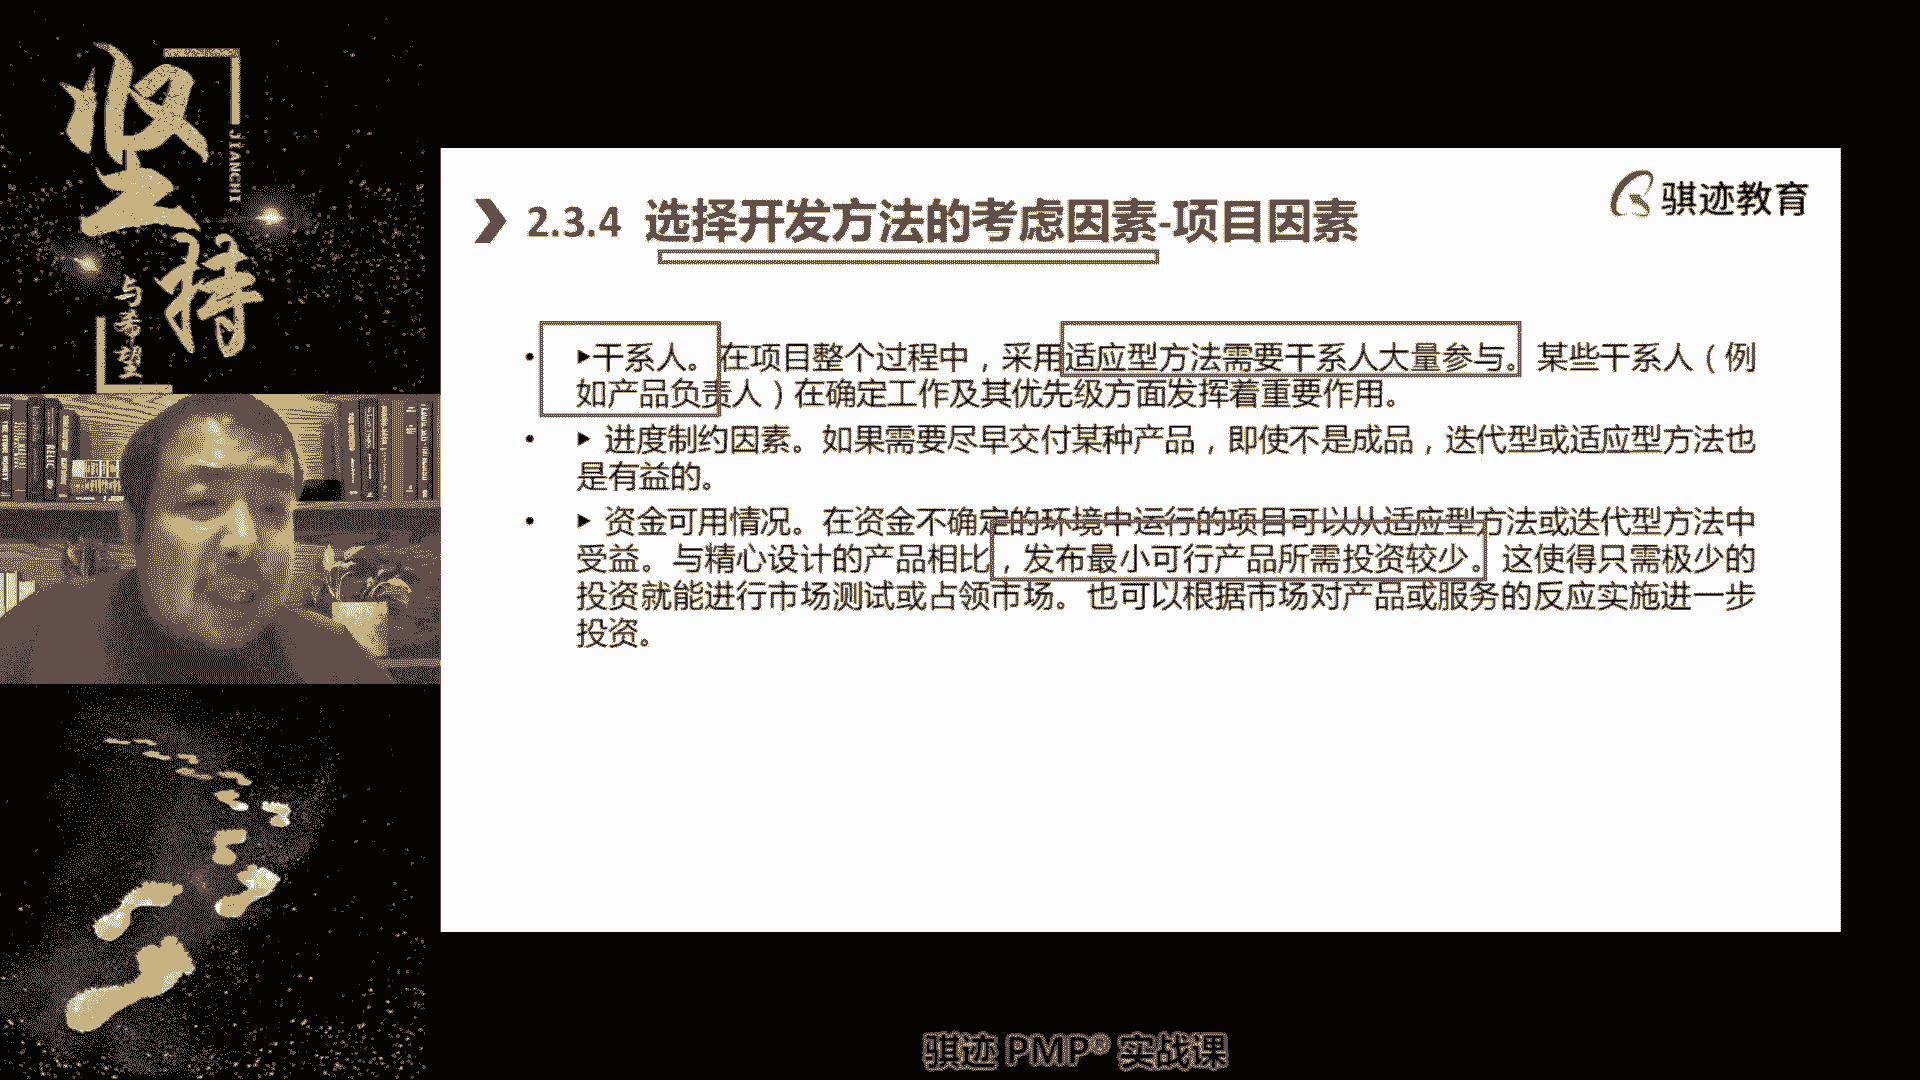 坚持
JIANCHI
与希望
骐迹教育
2.3.4 选择开发方法的考虑因素-项目因素
• ▶干系人。在项目整个过程中，采用适应型方法需要干系人大量参与。某些干系人（例
如产品负责人）在确定工作及其优先级方面发挥着重要作用。
• ▶ 进度制约因素。如果需要尽早交付某种产品，即使不是成品，迭代型或适应型方法也
是有益的。
• ▶ 资金可用情况。在资金不确定的环境中运行的项目可以从适应型方法或迭代型方法中
受益。与精心设计的产品相比，发布最小可行产品所需投资较少。这使得只需极少的
投资就能进行市场测试或占领市场。也可以根据市场对产品或服务的反应实施进一步
投资。
骐迹 PMP® 实战课